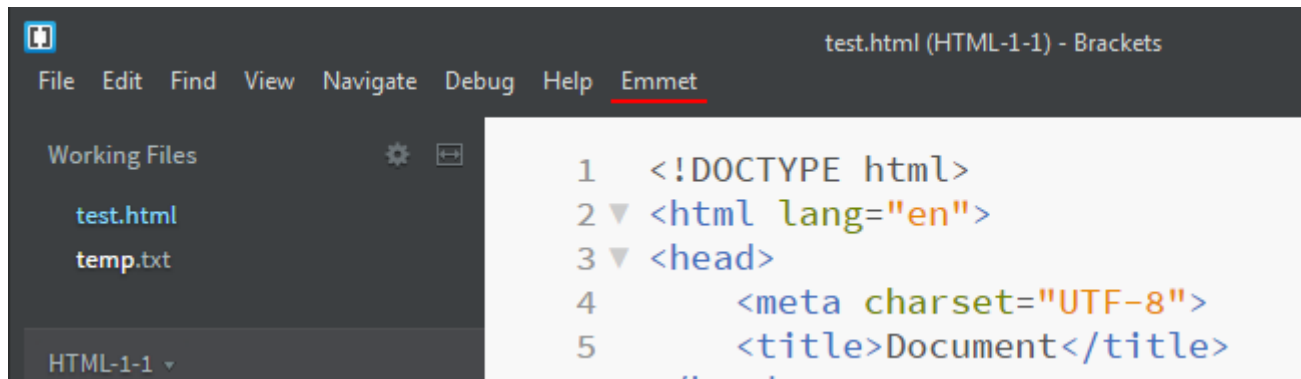 test.html (HTML-1-1) - Brackets
File Edit Find View Navigate Debug Help Emmet
Working Files
test.html
temp.txt
HTML-1-1
1 <!DOCTYPE html>
2 <html lang="en">
3 <head>
4 <meta charset="UTF-8">
5 <title>Document</title>